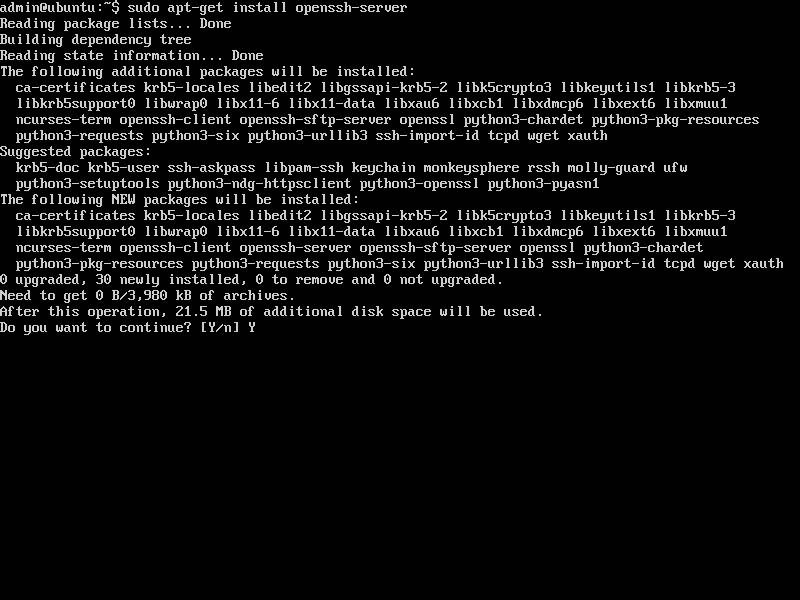 admin@ubuntu:~$ sudo apt-get install openssh-server
Reading package lists... Done
Building dependency tree
Reading state information... Done
The following additional packages will be installed:
  ca-certificates krb5-locales libedit2 libgssapi-krb5-2 libk5crypto3 libkeyutils1 libkrb5-3
  libkrb5support0 libwrap0 libx11-6 libx11-data libxau6 libxcb1 libxdmcp6 libxext6 libxmuu1
  ncurses-term openssh-client openssh-sftp-server openssl python3-chardet python3-pkg-resources
  python3-requests python3-six python3-urllib3 ssh-import-id tcpd wget xauth
Suggested packages:
  krb5-doc krb5-user ssh-askpass libpam-ssh keychain monkeysphere rssh molly-guard ufw
  python3-setuptools python3-ndg-httpsclient python3-openssl python3-pyasn1
The following NEW packages will be installed:
  ca-certificates krb5-locales libedit2 libgssapi-krb5-2 libk5crypto3 libkeyutils1 libkrb5-3
  libkrb5support0 libwrap0 libx11-6 libx11-data libxau6 libxcb1 libxdmcp6 libxext6 libxmuu1
  ncurses-term openssh-client openssh-server openssh-sftp-server openssl python3-chardet
  python3-pkg-resources python3-requests python3-six python3-urllib3 ssh-import-id tcpd wget xauth
0 upgraded, 30 newly installed, 0 to remove and 0 not upgraded.
Need to get 0 B/3,980 kB of archives.
After this operation, 21.5 MB of additional disk space will be used.
Do you want to continue? [Y/n] Y